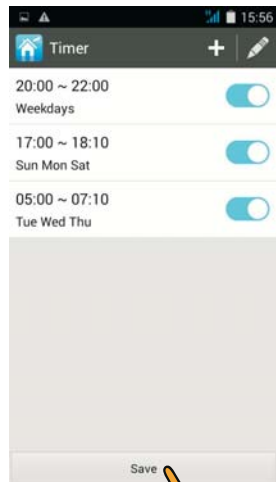 15:56
Timer
20:00 ~ 22:00
Weekdays
17:00 ~ 18:10
Sun Mon Sat
05:00 ~ 07:10
Tue Wed Thu
Save